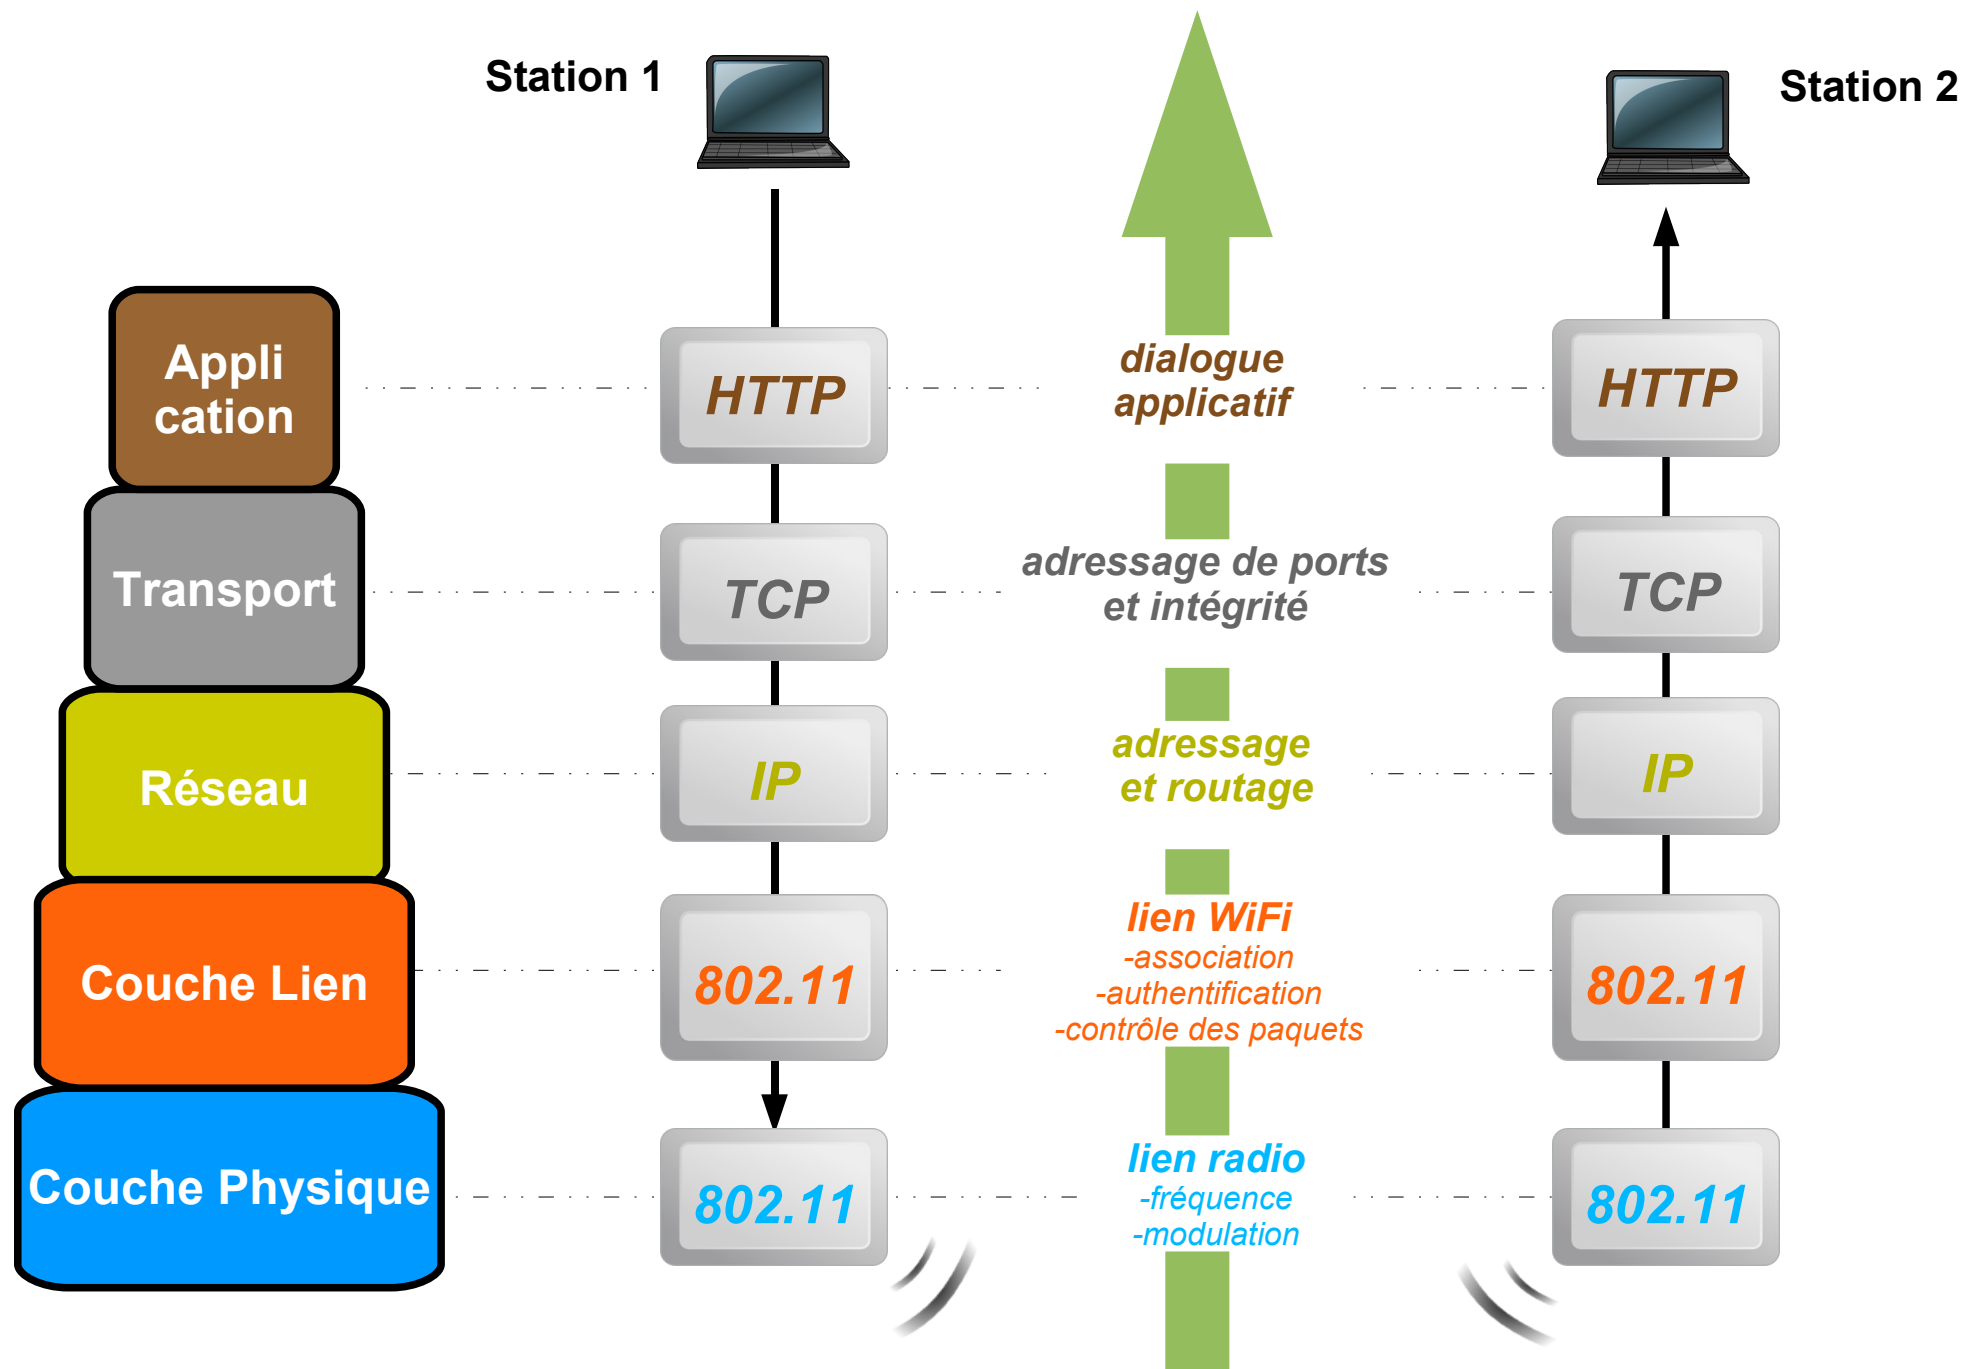 Station 1
Station 2
Appli
cation
HTTP
dialogue
applicatif
HTTP
Transport
TCP
adressage de ports
et intégrité
TCP
Réseau
IP
adressage
et routage
IP
Couche Lien
802.11
lien WiFi
-association
-authentification
-contrôle des paquets
802.11
Couche Physique
802.11
lien radio
-fréquence
-modulation
802.11